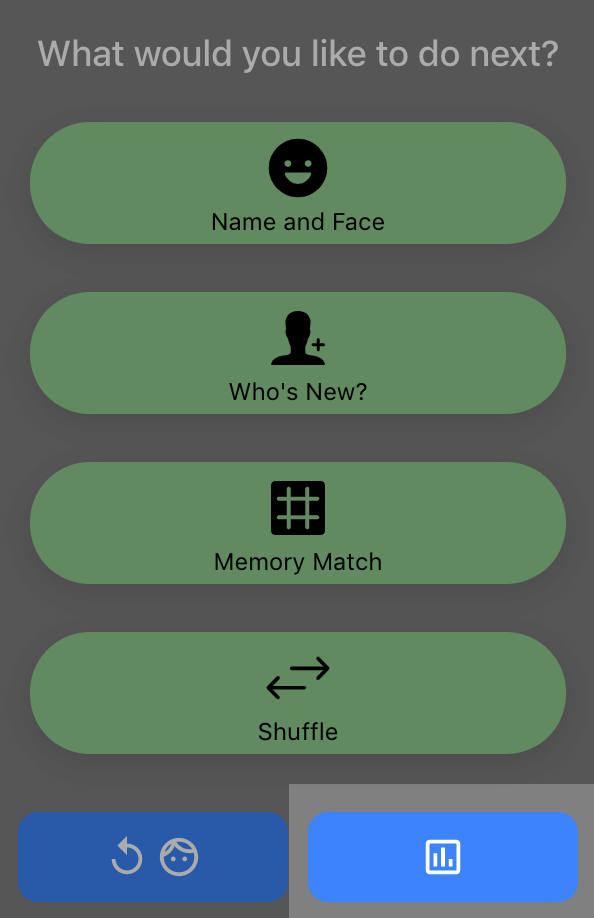 What would you like to do next?
Name and Face
Who's New?
Memory Match
Shuffle